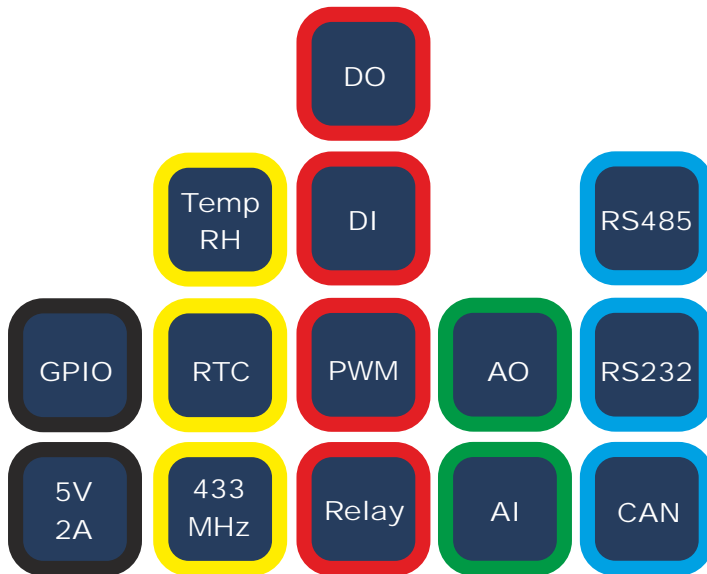 DO
Temp
RH
DI
RS485
GPIO
RTC
PWM
AO
RS232
5V
2A
433
MHz
Relay
AI
CAN